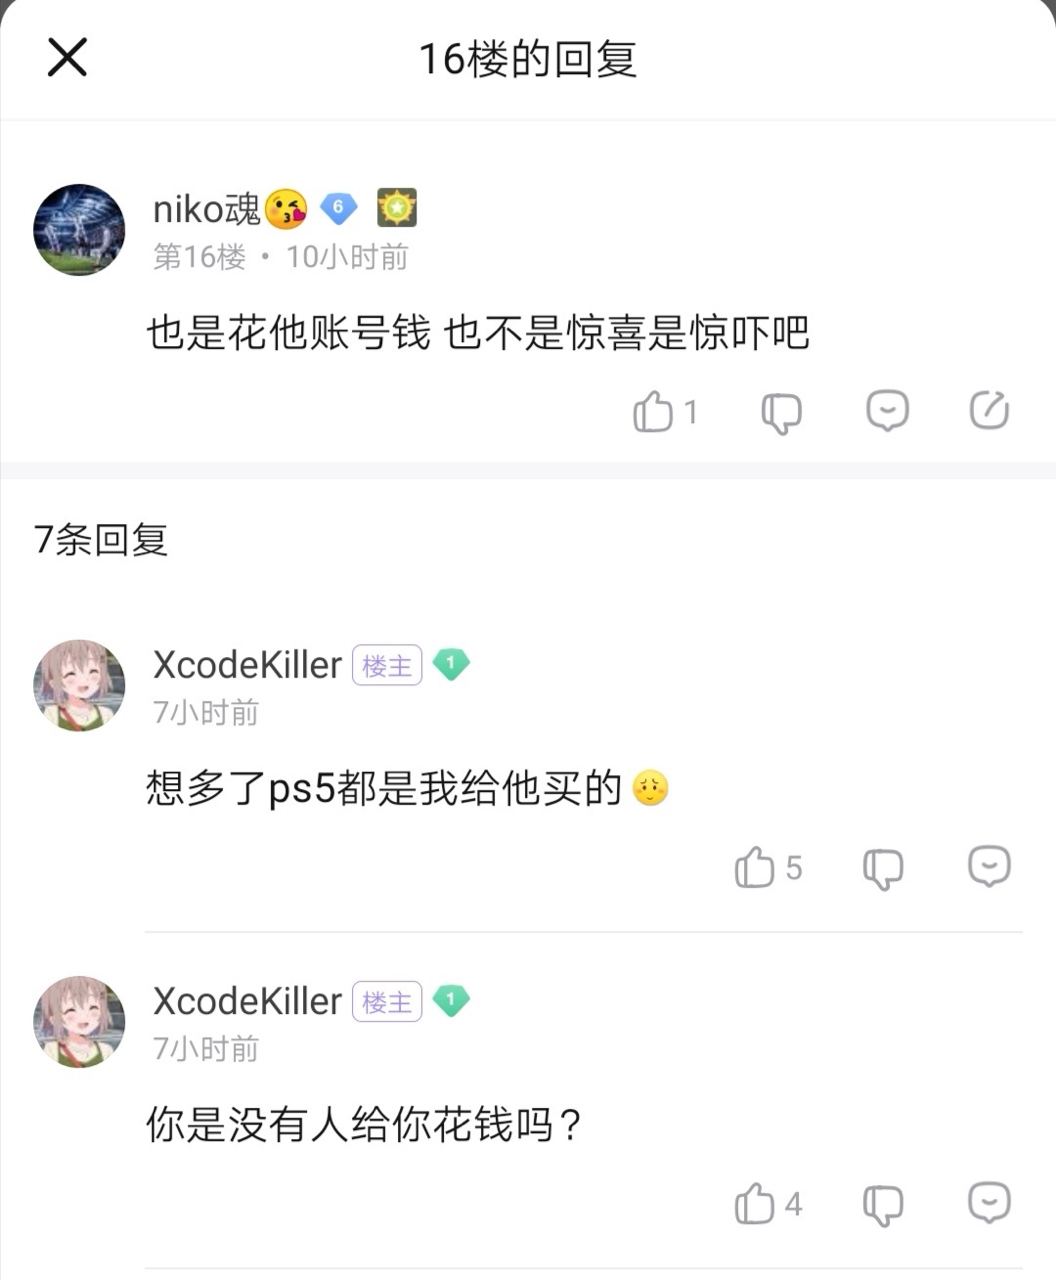 16楼的回复
niko魂😘 6
第16楼 • 10小时前
也是花他账号钱 也不是惊喜是惊吓吧
1
7条回复
XcodeKiller 楼主 1
7小时前
想多了ps5都是我给他买的😔
5
XcodeKiller 楼主 1
7小时前
你是没有人给你花钱吗？
4